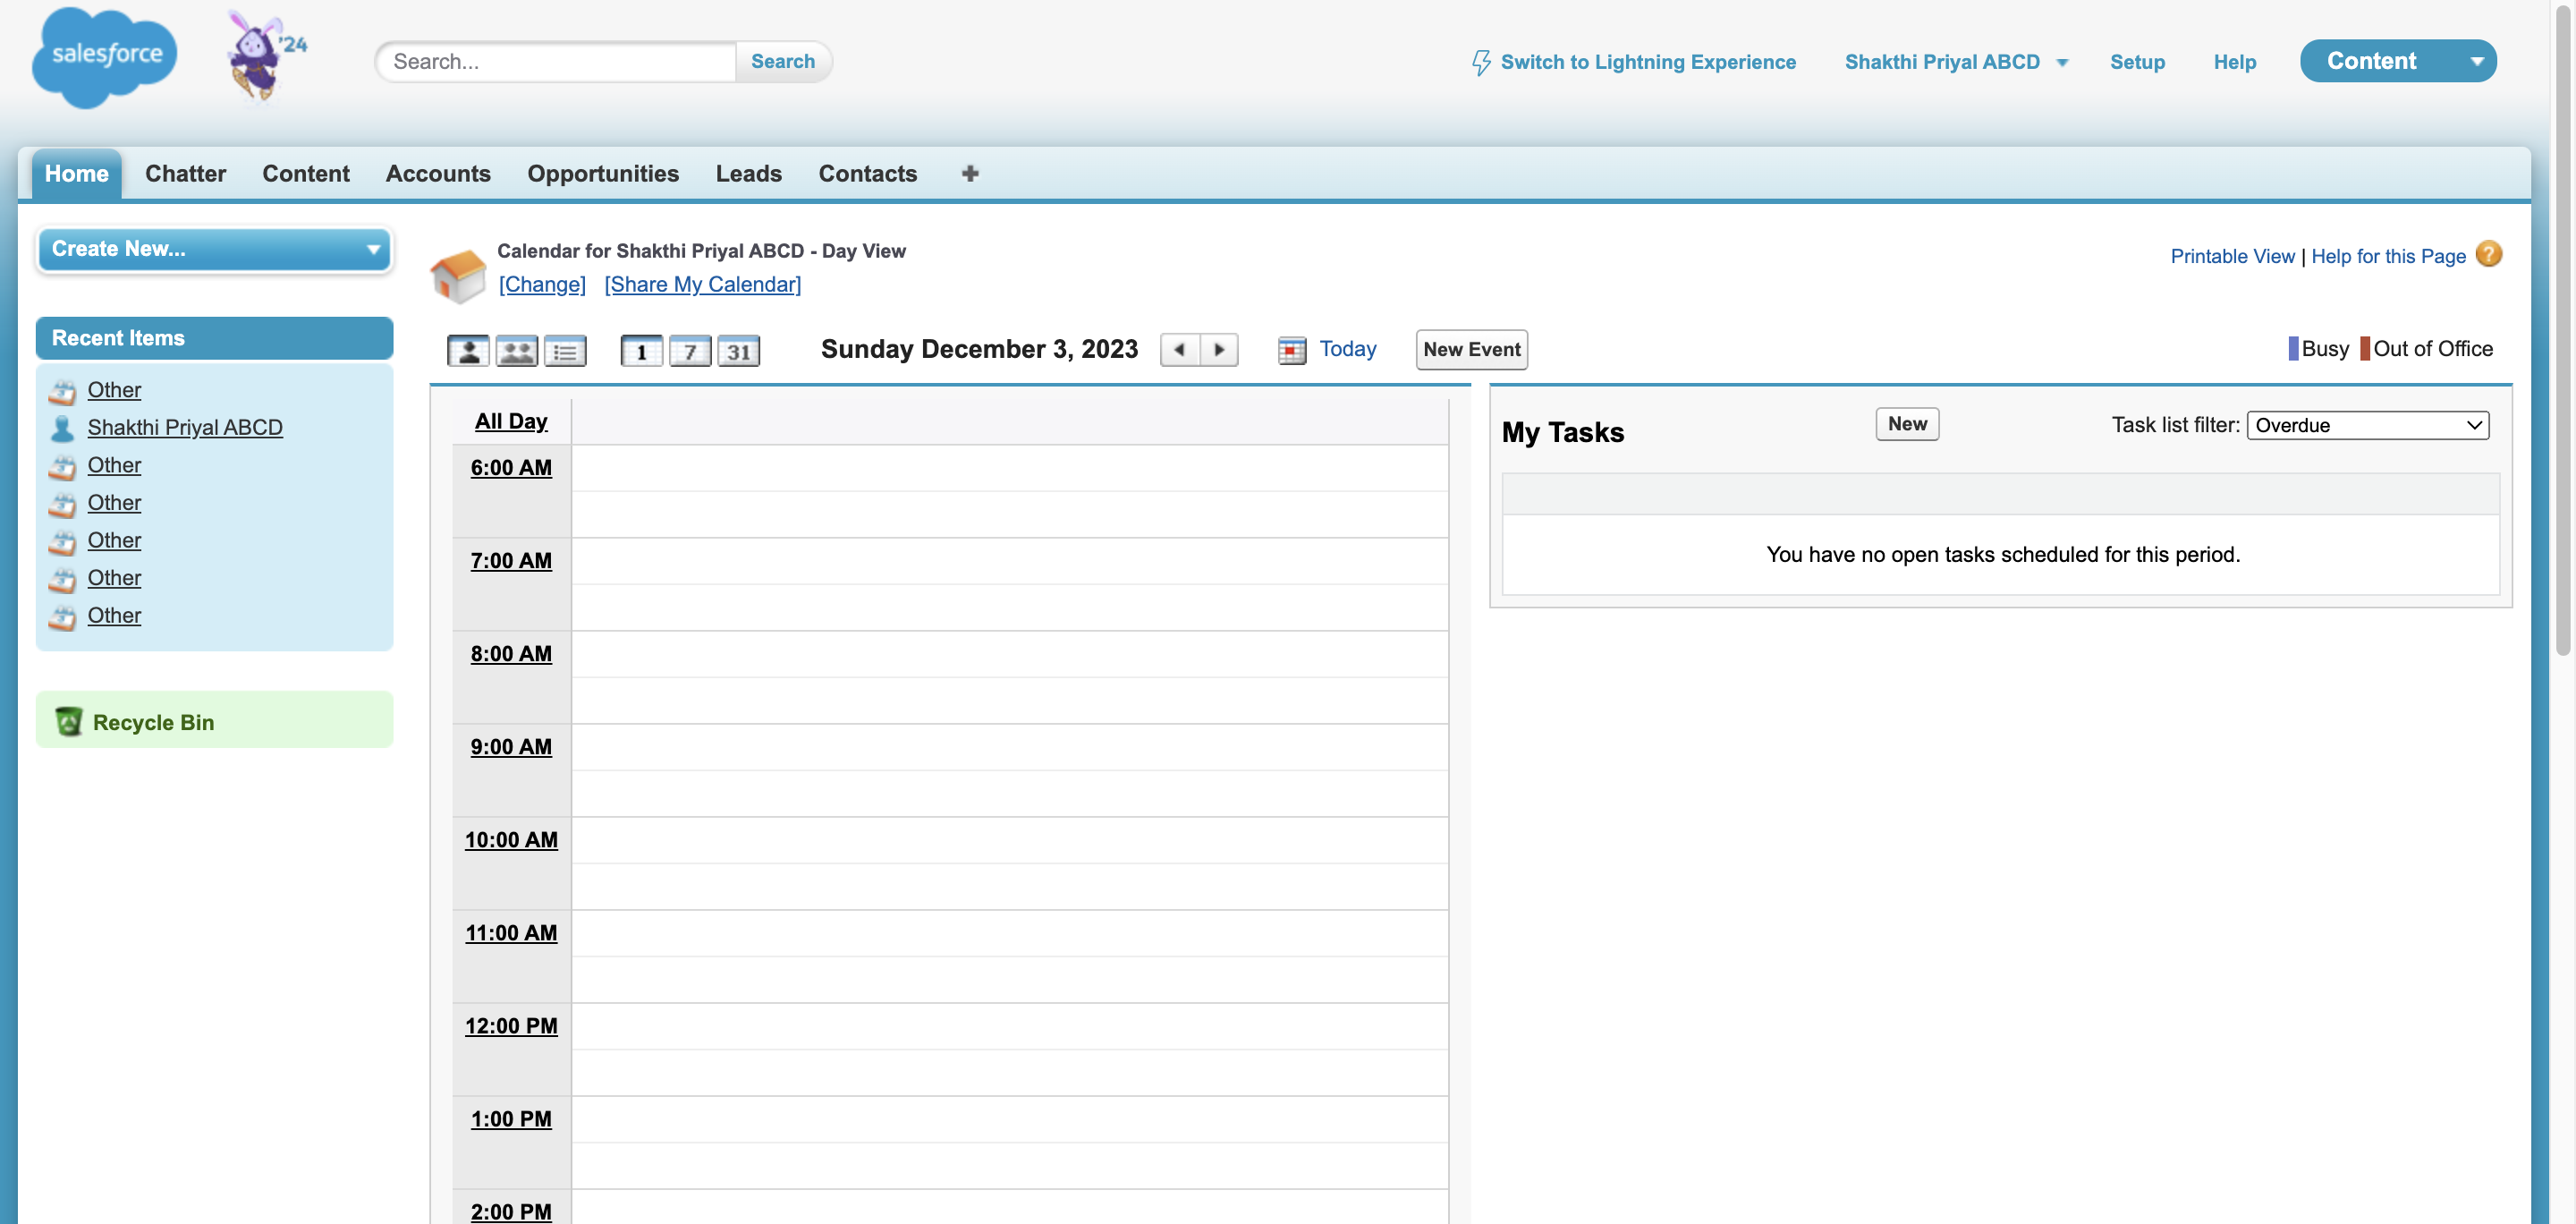 salesforce
'24
Search...
Search
Switch to Lightning Experience
Shakthi Priyal ABCD
Setup
Help
Content
Home
Chatter
Content
Accounts
Opportunities
Leads
Contacts
Create New...
Calendar for Shakthi Priyal ABCD - Day View
[Change] [Share My Calendar]
Printable View | Help for this Page ?
Recent Items
Other
Shakthi Priyal ABCD
Other
Other
Other
Other
Other
Recycle Bin
1
7
31
Sunday December 3, 2023
Today
New Event
Busy Out of Office
All Day
6:00 AM
7:00 AM
8:00 AM
9:00 AM
10:00 AM
11:00 AM
12:00 PM
1:00 PM
2:00 PM
My Tasks
New
Task list filter: Overdue
You have no open tasks scheduled for this period.